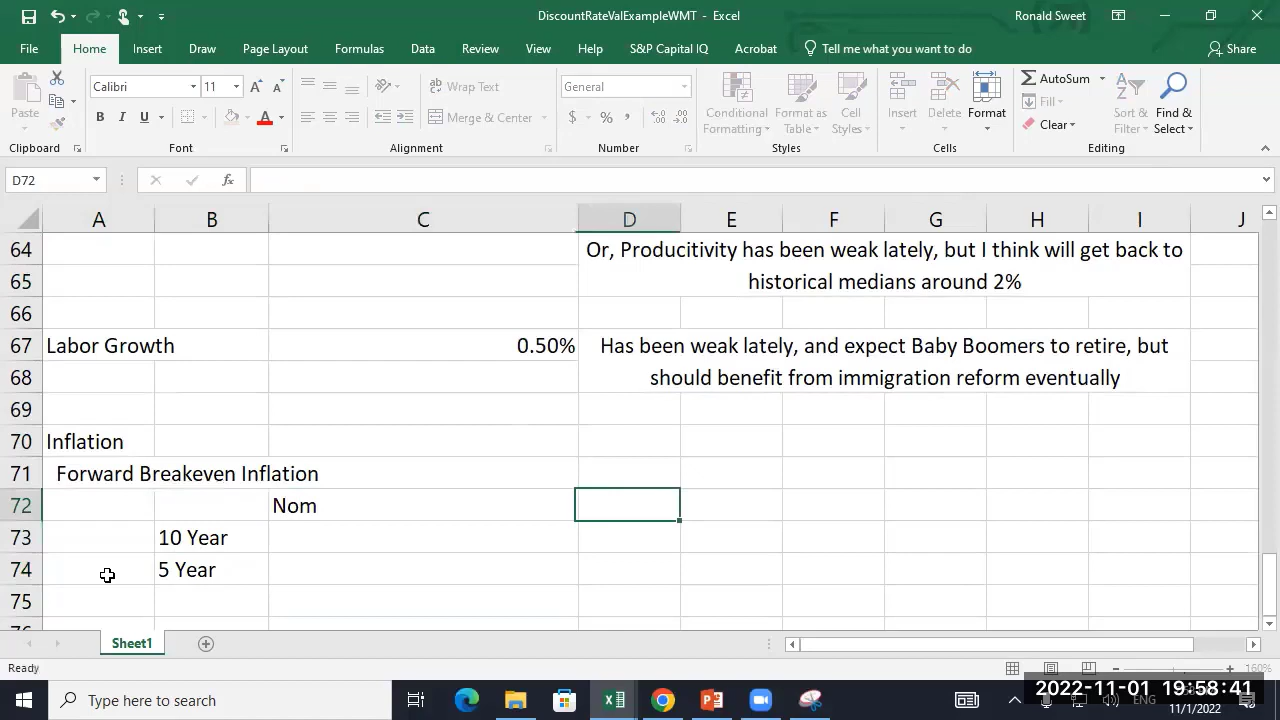 DiscountRateValExampleWMT - Excel
Ronald Sweet
File Home Insert Draw Page Layout Formulas Data Review View Help S&P Capital IQ Acrobat Tell me what you want to do Share
Calibri 11 A A Wrap Text General AutoSum
Paste Conditional Format as Cell Insert Delete Format Fill Sort & Find &
B I U A Merge & Center $ % Formatting Table Styles Clear Filter Select
Clipboard Font Alignment Number Styles Cells Editing
D72 fx
A B C D E F G H I J
64 Or, Producitivity has been weak lately, but I think will get back to
65 historical medians around 2%
66
67 Labor Growth 0.50% Has been weak lately, and expect Baby Boomers to retire, but
68 should benefit from immigration reform eventually
69
70 Inflation
71 Forward Breakeven Inflation
72 Nom
73 10 Year
74 5 Year
75
Sheet1
Ready 160%
Type here to search
2022-11-01 19:58:41
ENG
11/1/2022